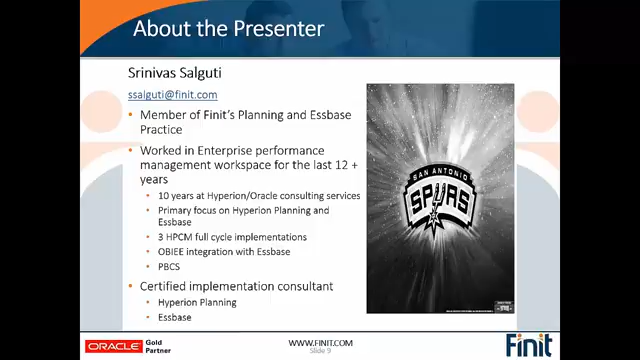 About the Presenter
Srinivas Salguti
ssalguti@finit.com
• Member of Finit's Planning and Essbase
Practice
• Worked in Enterprise performance
management workspace for the last 12 +
years
• 10 years at Hyperion/Oracle consulting services
• Primary focus on Hyperion Planning and
Essbase
• 3 HPCM full cycle implementations
• OBIEE integration with Essbase
• PBCS
• Certified implementation consultant
• Hyperion Planning
• Essbase
SAN ANTONIO
SPURS
ORACLE Gold
Partner
WWW.FINIT.COM
Slide 9
Finit